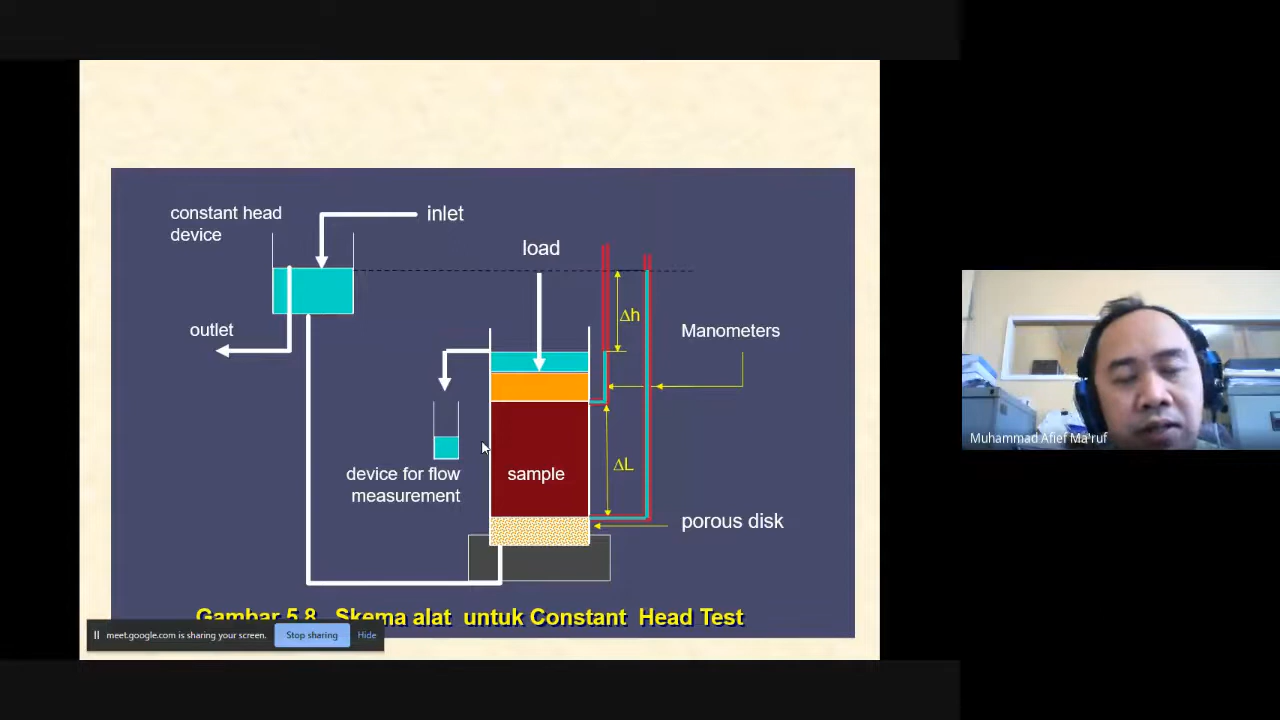 constant head
device
inlet
load
outlet
Δh
Manometers
device for flow
measurement
sample
ΔL
porous disk
Gambar 5.8 Skema alat untuk Constant Head Test
meet.google.com is sharing your screen.
Stop sharing
Hide
Muhammad Afief Ma'ruf